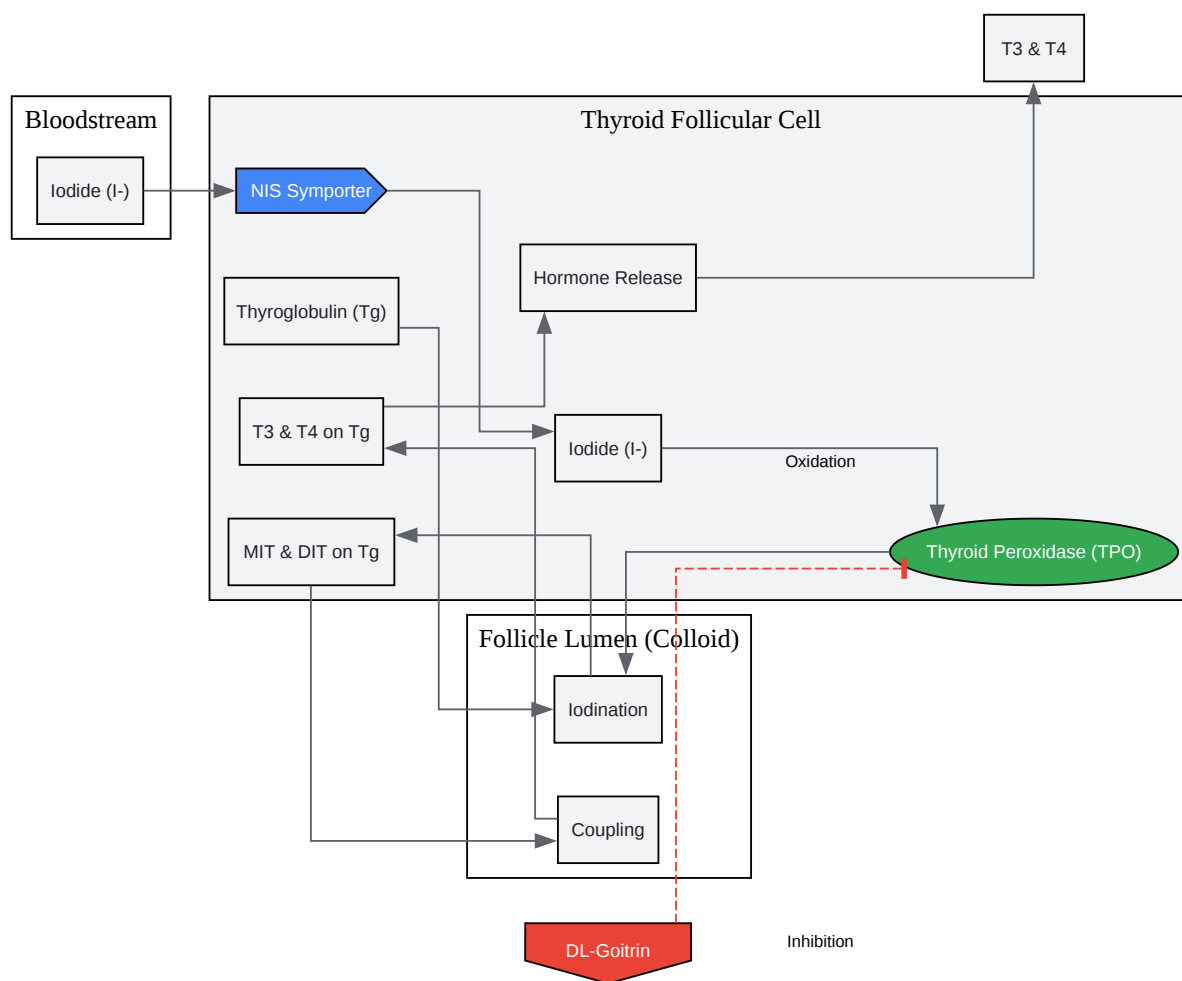 T3 & T4
Bloodstream
Thyroid Follicular Cell
Iodide (I-)
NIS Symporter
Hormone Release
Thyroglobulin (Tg)
T3 & T4 on Tg
Iodide (I-)
Oxidation
MIT & DIT on Tg
Thyroid Peroxidase (TPO)
Follicle Lumen (Colloid)
Iodination
Coupling
DL-Goitrin
Inhibition